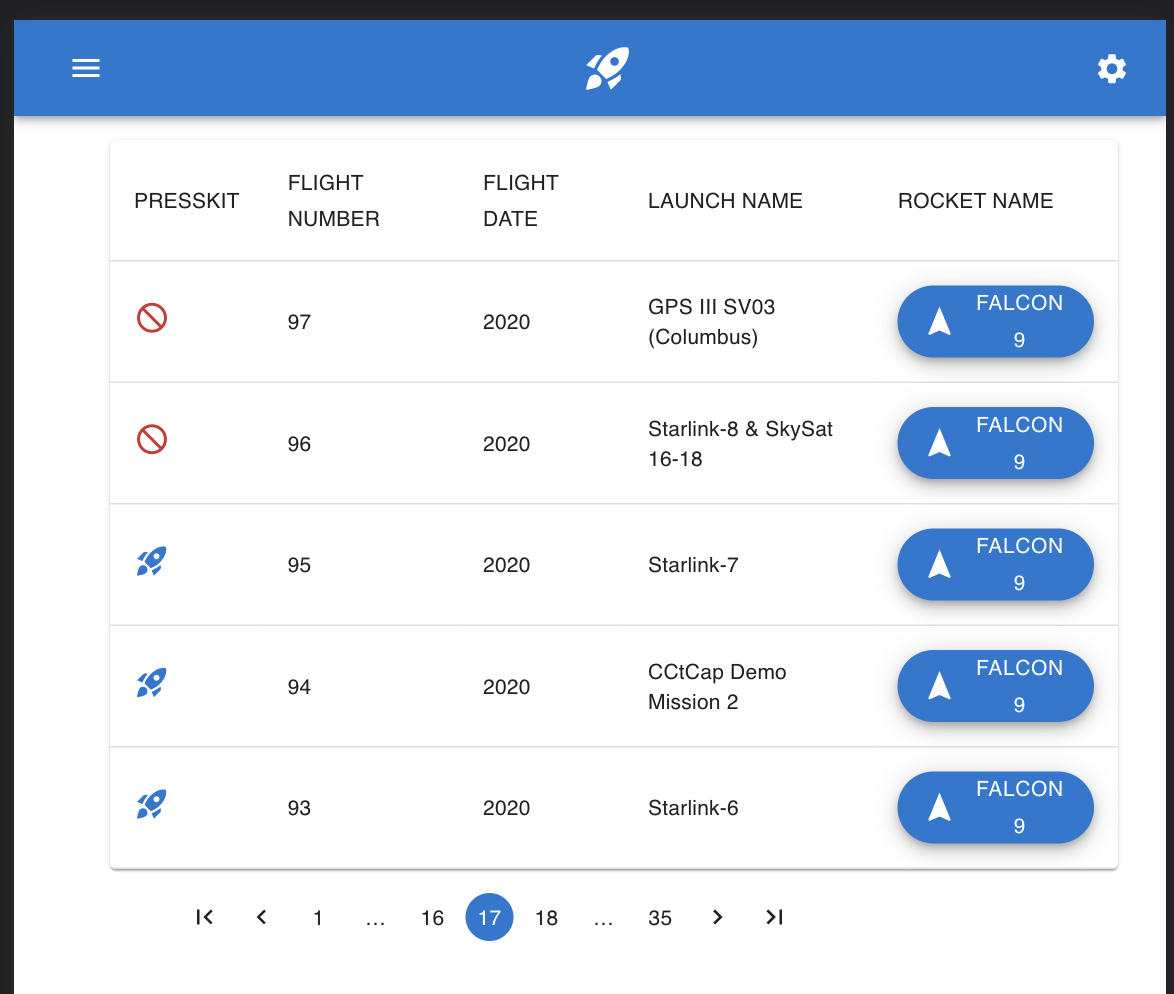 PRESSKIT
FLIGHT
NUMBER
FLIGHT
DATE
LAUNCH NAME
ROCKET NAME
97
2020
GPS III SV03
(Columbus)
FALCON
9
96
2020
Starlink-8 & SkySat
16-18
FALCON
9
95
2020
Starlink-7
FALCON
9
94
2020
CCtCap Demo
Mission 2
FALCON
9
93
2020
Starlink-6
FALCON
9
1 … 16 17 18 … 35